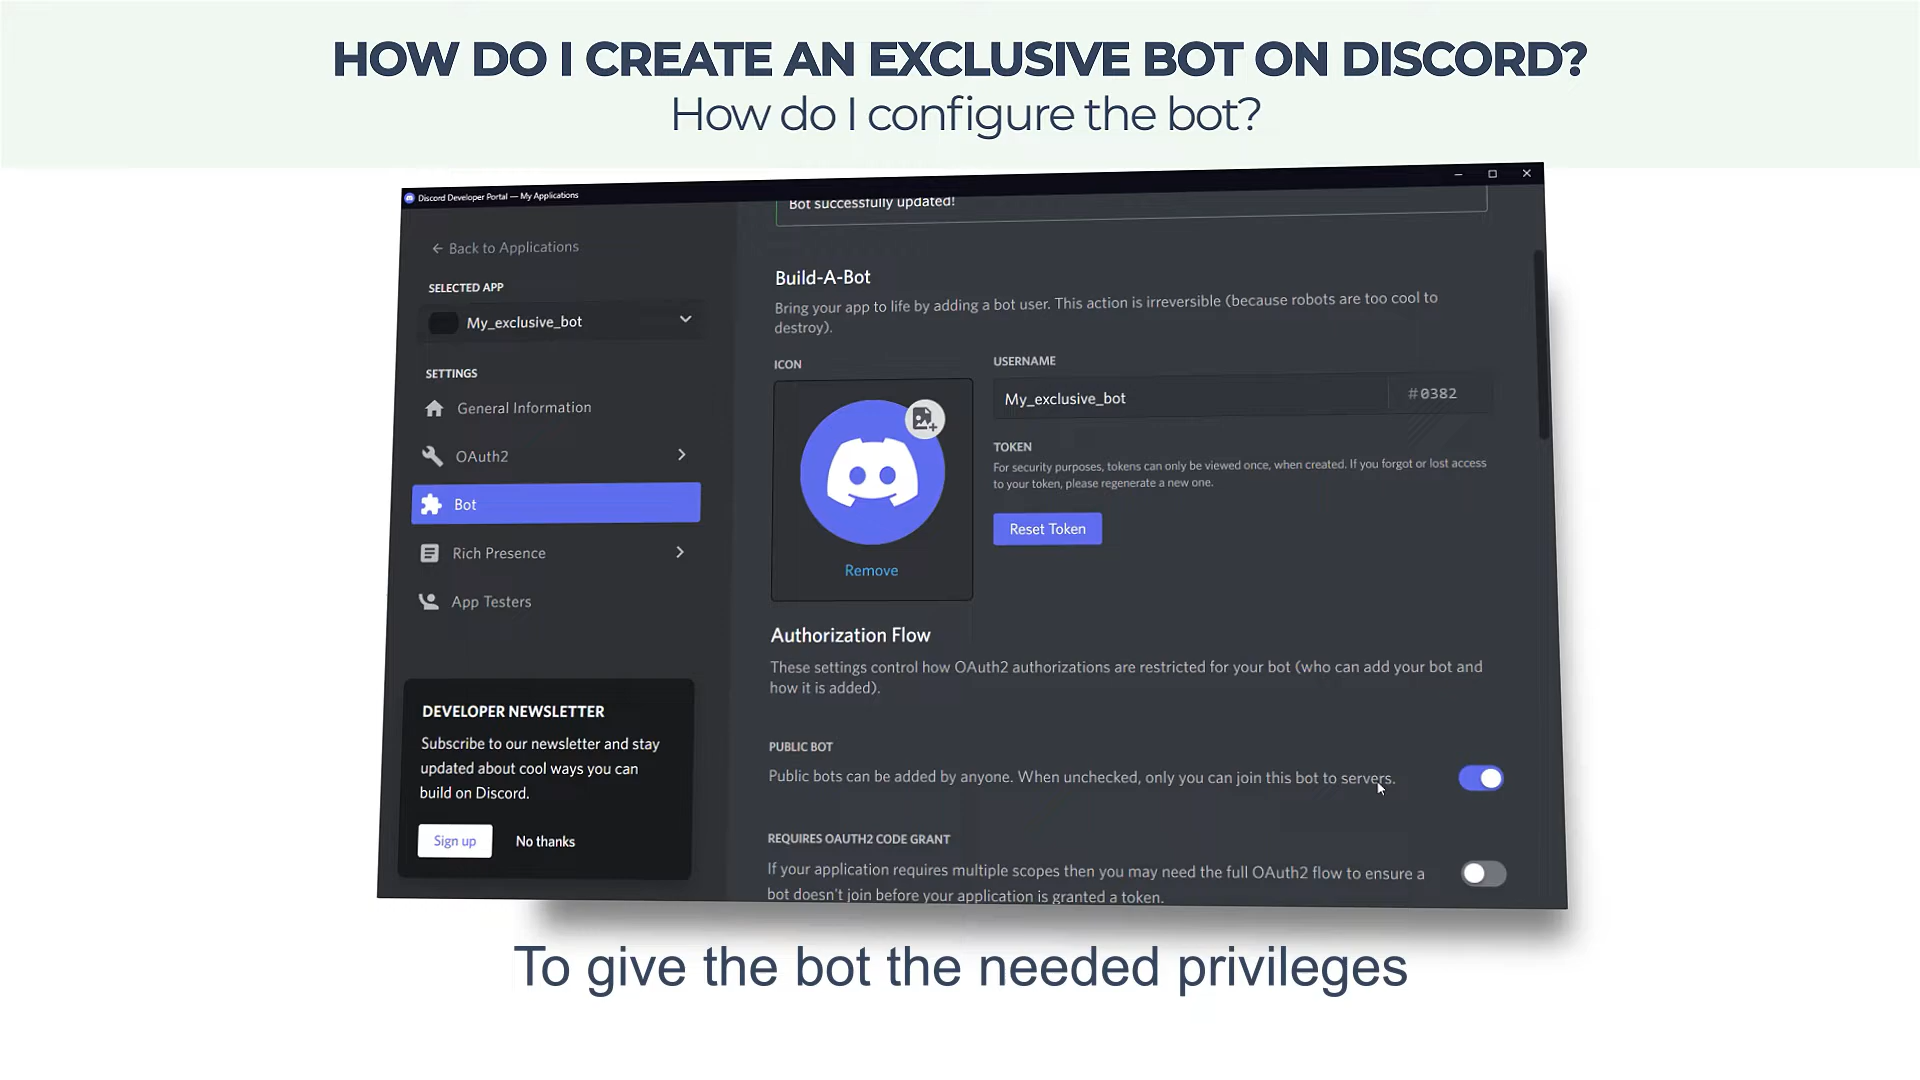 HOW DO I CREATE AN EXCLUSIVE BOT ON DISCORD?
How do I configure the bot?
Discord Developer Portal — My Applications
Bot successfully updated!
← Back to Applications
SELECTED APP
My_exclusive_bot
SETTINGS
General Information
OAuth2
Bot
Rich Presence
App Testers
DEVELOPER NEWSLETTER
Subscribe to our newsletter and stay
updated about cool ways you can
build on Discord.
Sign up No thanks
Build-A-Bot
Bring your app to life by adding a bot user. This action is irreversible (because robots are too cool to
destroy).
ICON
Remove
USERNAME
My_exclusive_bot #0382
TOKEN
For security purposes, tokens can only be viewed once, when created. If you forgot or lost access
to your token, please regenerate a new one.
Reset Token
Authorization Flow
These settings control how OAuth2 authorizations are restricted for your bot (who can add your bot and
how it is added).
PUBLIC BOT
Public bots can be added by anyone. When unchecked, only you can join this bot to servers.
REQUIRES OAUTH2 CODE GRANT
If your application requires multiple scopes then you may need the full OAuth2 flow to ensure a
bot doesn't join before your application is granted a token.
To give the bot the needed privileges